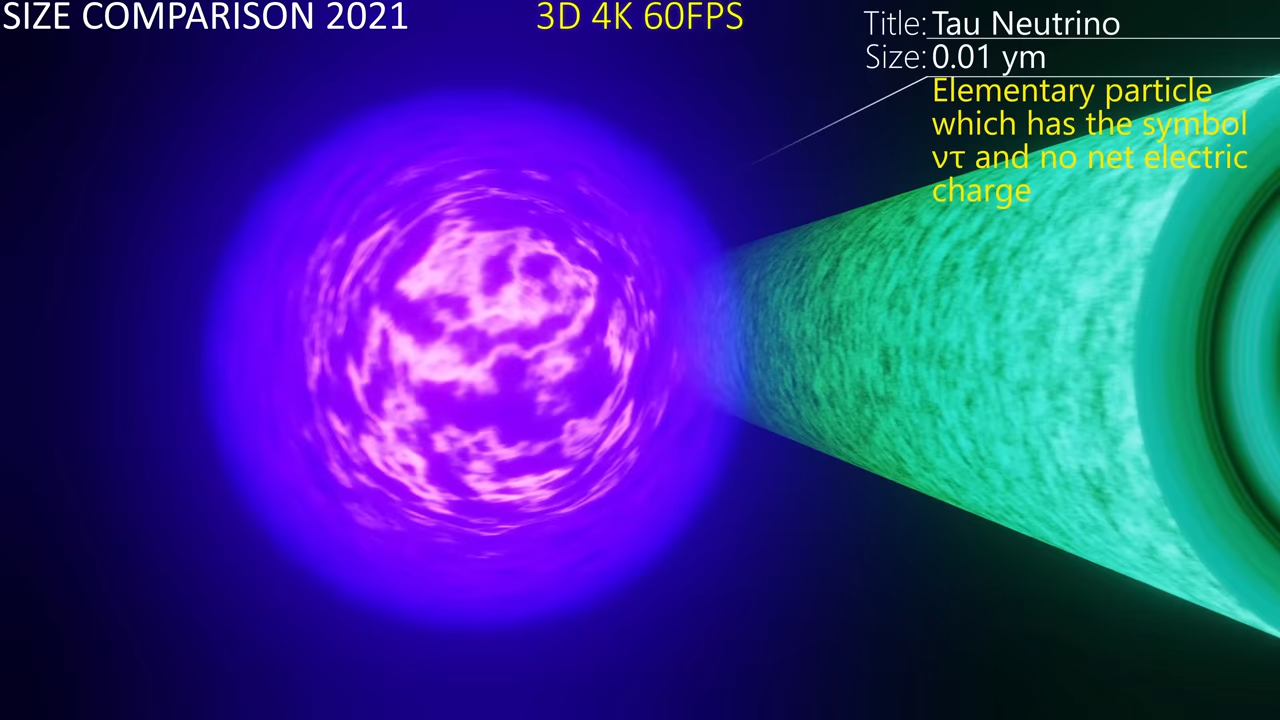 SIZE COMPARISON 2021
3D 4K 60FPS
Title: Tau Neutrino
Size: 0.01 ym
Elementary particle
which has the symbol
ντ and no net electric
charge